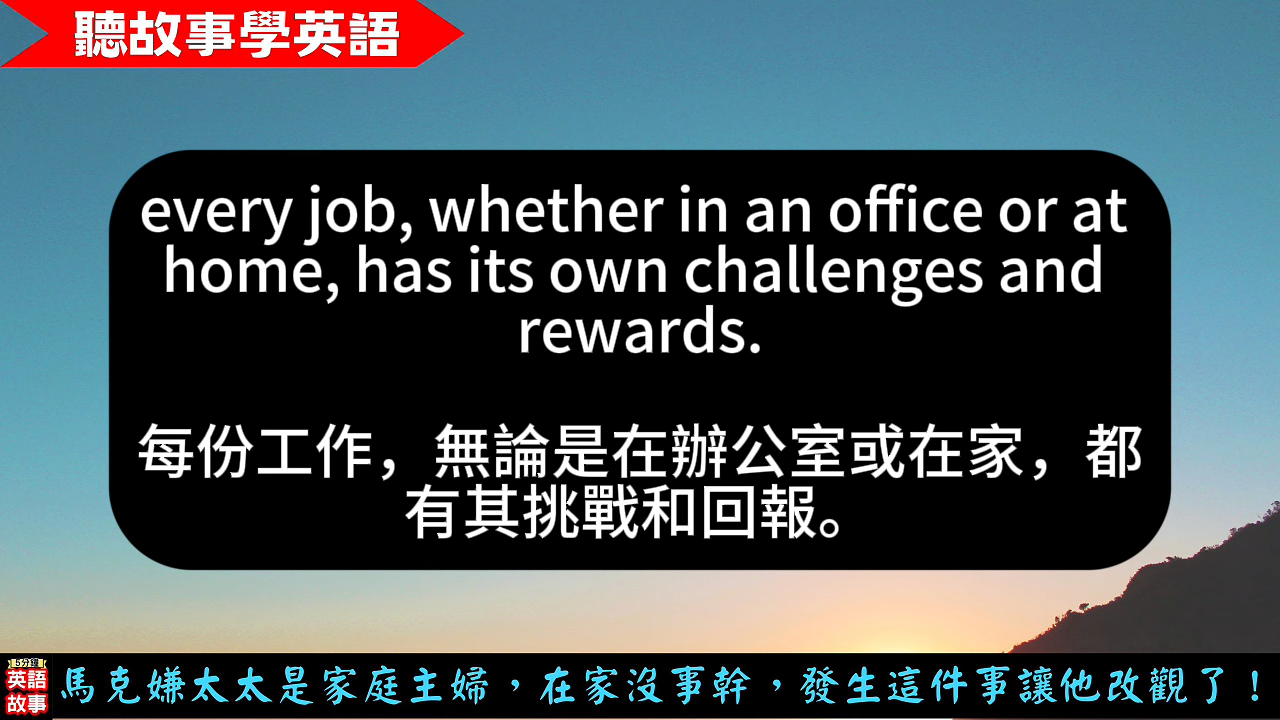 聽故事學英語
every job, whether in an office or at
home, has its own challenges and
rewards.
每份工作，無論是在辦公室或在家，都
有其挑戰和回報。
5分鐘
英語
故事
馬克嫌太太是家庭主婦，在家沒事幹，發生這件事讓他改觀了！